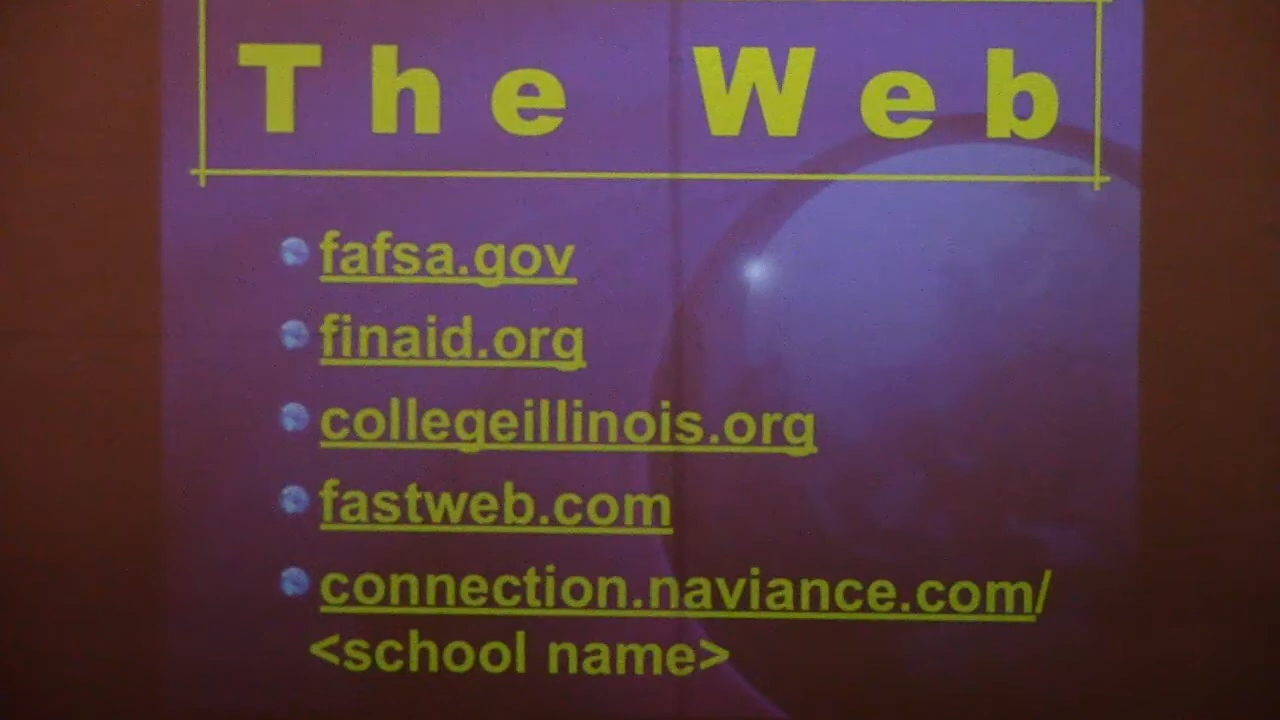 The Web
fafsa.gov
finaid.org
collegeillinois.org
fastweb.com
connection.naviance.com/
<school name>